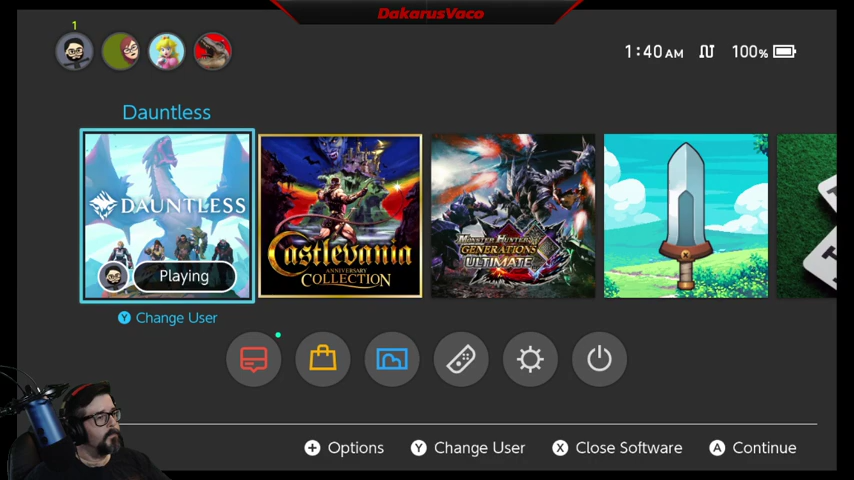 DakarusVaco
1
1:40 AM
100%
Dauntless
DAUNTLESS
Playing
Castlevania
ANNIVERSARY
COLLECTION
MONSTER HUNTER
GENERATIONS
ULTIMATE
Y Change User
+ Options
Y Change User
X Close Software
A Continue